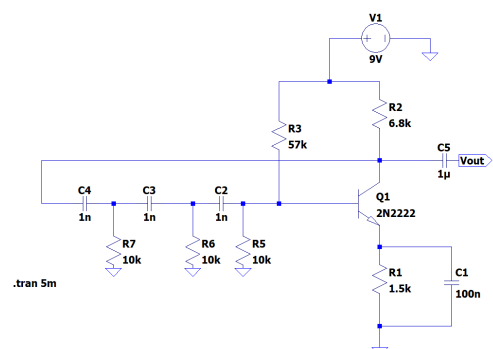 V1
+ -
9V
R2
6.8k
R3
57k
C5
Vout
1µ
C4
C3
C2
1n
1n
1n
Q1
2N2222
R7
10k
R6
10k
R5
10k
R1
1.5k
C1
100n
.tran 5m